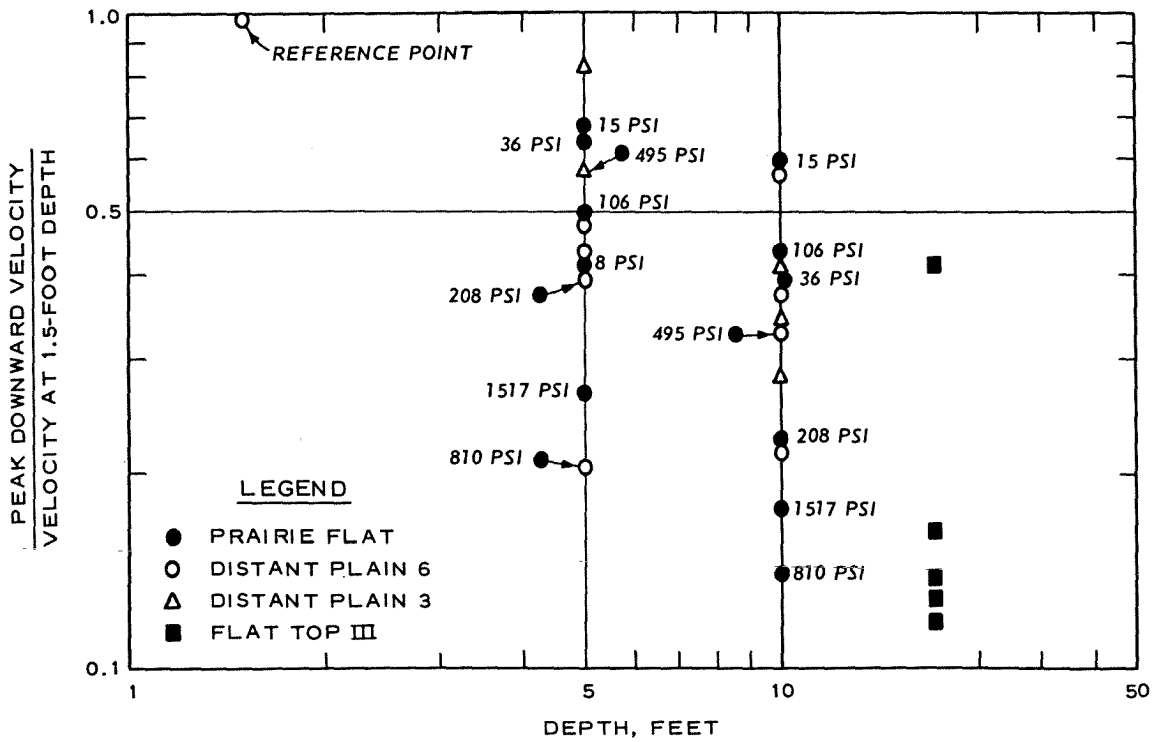 PEAK DOWNWARD VELOCITY
VELOCITY AT 1.5-FOOT DEPTH
1.0
0.5
0.1
REFERENCE POINT
15 PSI
36 PSI
495 PSI
106 PSI
8 PSI
208 PSI
1517 PSI
810 PSI
15 PSI
106 PSI
36 PSI
495 PSI
208 PSI
1517 PSI
810 PSI
LEGEND
PRAIRIE FLAT
DISTANT PLAIN 6
DISTANT PLAIN 3
FLAT TOP III
1 5 10 50
DEPTH, FEET